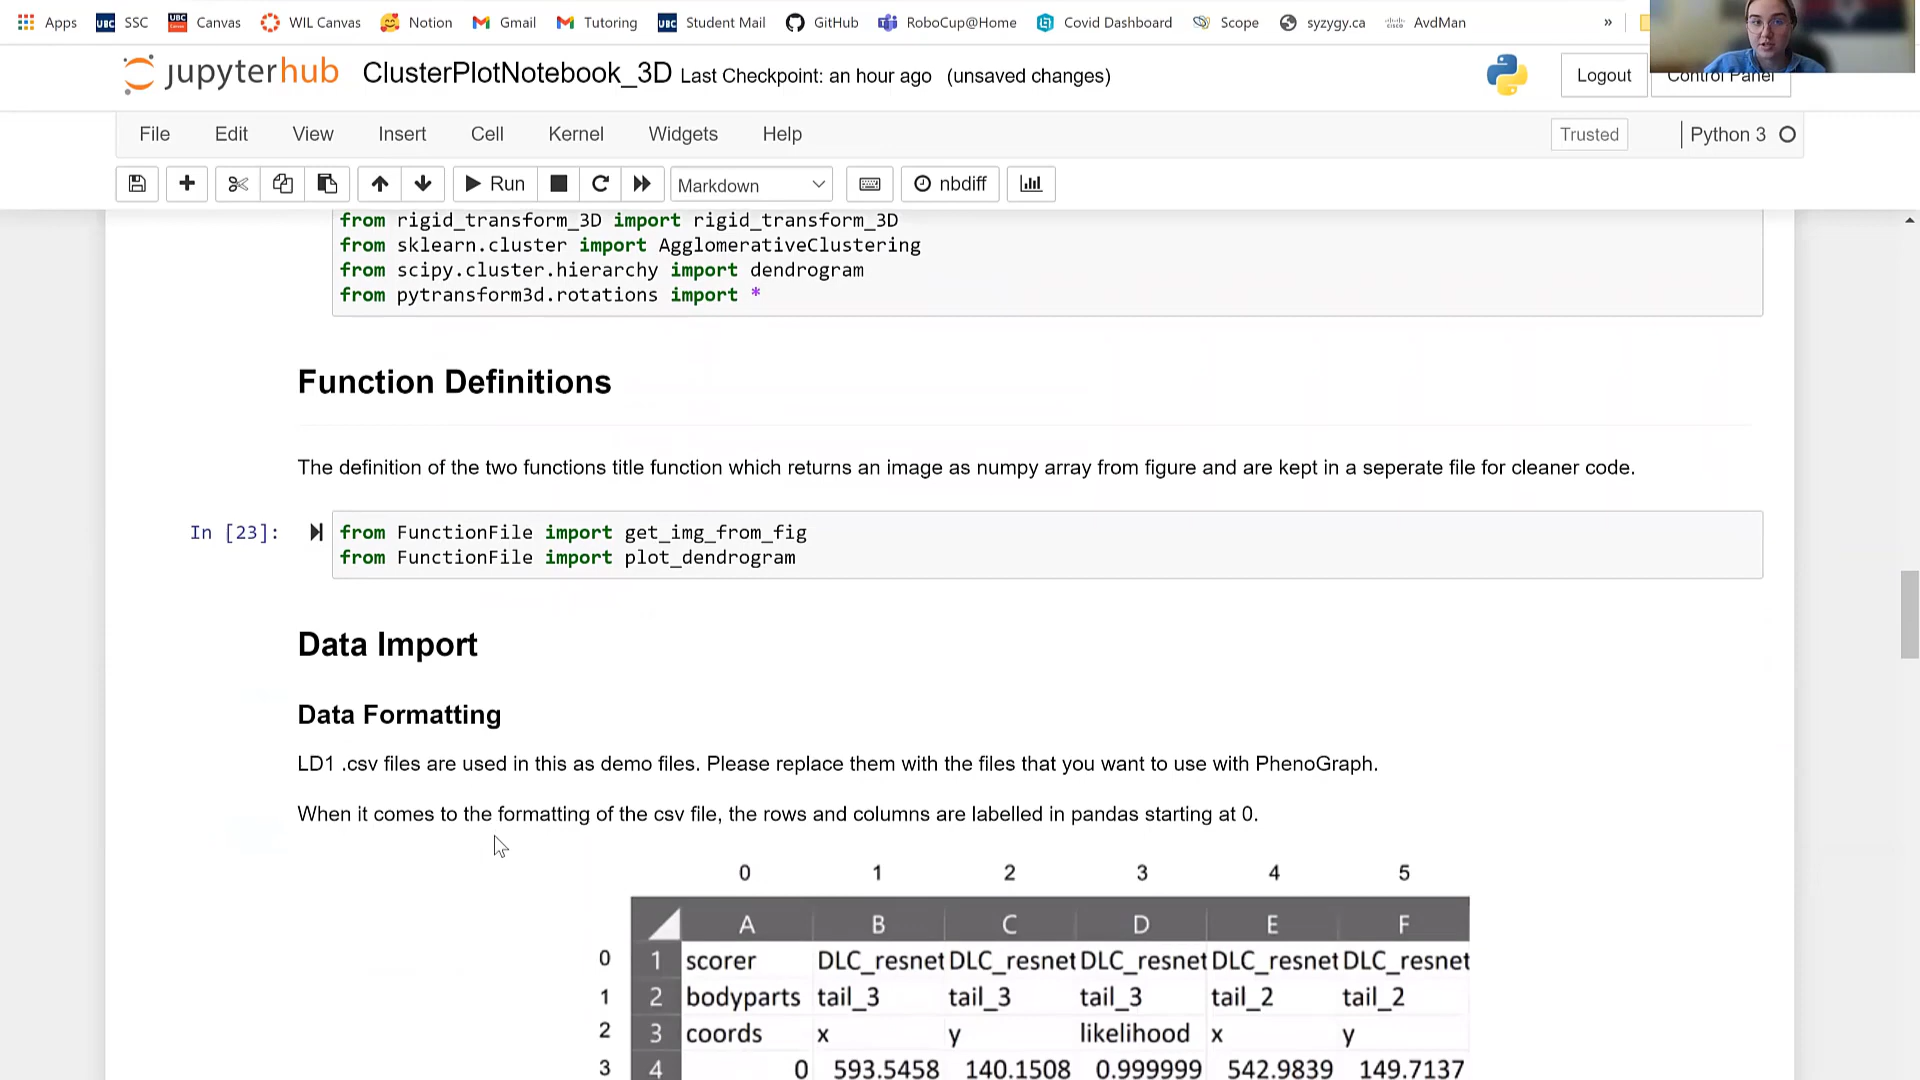 Apps UBC SSC UBC Canvas WIL Canvas Notion Gmail Tutoring UBC Student Mail GitHub RoboCup@Home Covid Dashboard Scope syzygy.ca AvdMan »
jupyterhub ClusterPlotNotebook_3D Last Checkpoint: an hour ago (unsaved changes) Logout Control Panel
File Edit View Insert Cell Kernel Widgets Help Trusted Python 3
Run Markdown nbdiff
from rigid_transform_3D import rigid_transform_3D
from sklearn.cluster import AgglomerativeClustering
from scipy.cluster.hierarchy import dendrogram
from pytransform3d.rotations import *
Function Definitions
The definition of the two functions title function which returns an image as numpy array from figure and are kept in a seperate file for cleaner code.
In [23]: from FunctionFile import get_img_from_fig
from FunctionFile import plot_dendrogram
Data Import
Data Formatting
LD1 .csv files are used in this as demo files. Please replace them with the files that you want to use with PhenoGraph.
When it comes to the formatting of the csv file, the rows and columns are labelled in pandas starting at 0.
0 1 2 3 4 5
A B C D E F
0 1 scorer DLC_resnet DLC_resnet DLC_resnet DLC_resnet DLC_resnet
1 2 bodyparts tail_3 tail_3 tail_3 tail_2 tail_2
2 3 coords x y likelihood x y
3 4 0 593.5458 140.1508 0.999999 542.9839 149.7137